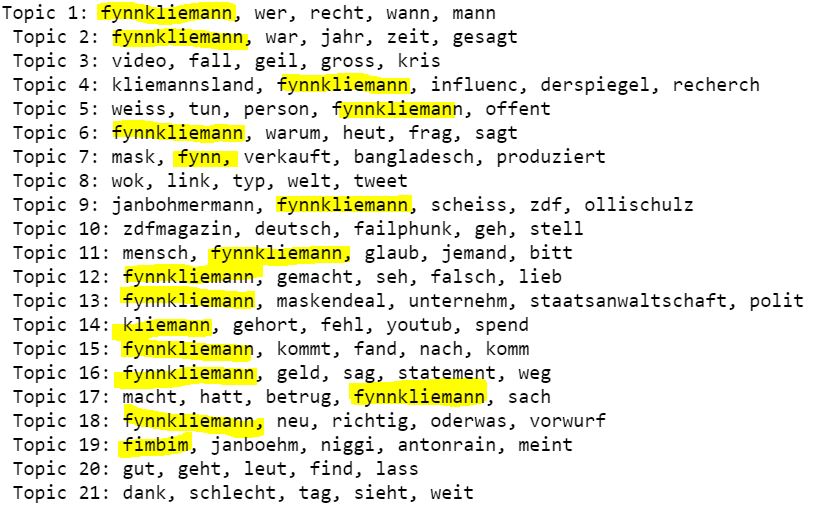 Topic 1: fynnkliemann, wer, recht, wann, mann
Topic 2: fynnkliemann, war, jahr, zeit, gesagt
Topic 3: video, fall, geil, gross, kris
Topic 4: kliemannsland, fynnkliemann, influenc, derspiegel, recherch
Topic 5: weiss, tun, person, fynnkliemann, offent
Topic 6: fynnkliemann, warum, heut, frag, sagt
Topic 7: mask, fynn, verkauft, bangladesch, produziert
Topic 8: wok, link, typ, welt, tweet
Topic 9: janbohmermann, fynnkliemann, scheiss, zdf, ollischulz
Topic 10: zdfmagazin, deutsch, failphunk, geh, stell
Topic 11: mensch, fynnkliemann, glaub, jemand, bitt
Topic 12: fynnkliemann, gemacht, seh, falsch, lieb
Topic 13: fynnkliemann, maskendeal, unternehm, staatsanwaltschaft, polit
Topic 14: kliemann, gehort, fehl, youtub, spend
Topic 15: fynnkliemann, kommt, fand, nach, komm
Topic 16: fynnkliemann, geld, sag, statement, weg
Topic 17: macht, hatt, betrug, fynnkliemann, sach
Topic 18: fynnkliemann, neu, richtig, oderwas, vorwurf
Topic 19: fimbim, janboehm, niggi, antonrain, meint
Topic 20: gut, geht, leut, find, lass
Topic 21: dank, schlecht, tag, sieht, weit